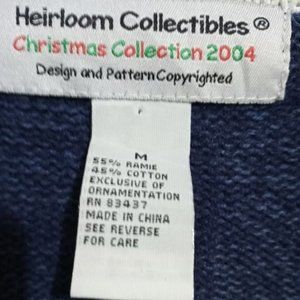 Heirloom Collectibles®
Christmas Collection 2004
Design and Pattern Copyrighted
M
55% RAMIE
45% COTTON
EXCLUSIVE OF
ORNAMENTATION
RN 83437
MADE IN CHINA
SEE REVERSE
FOR CARE